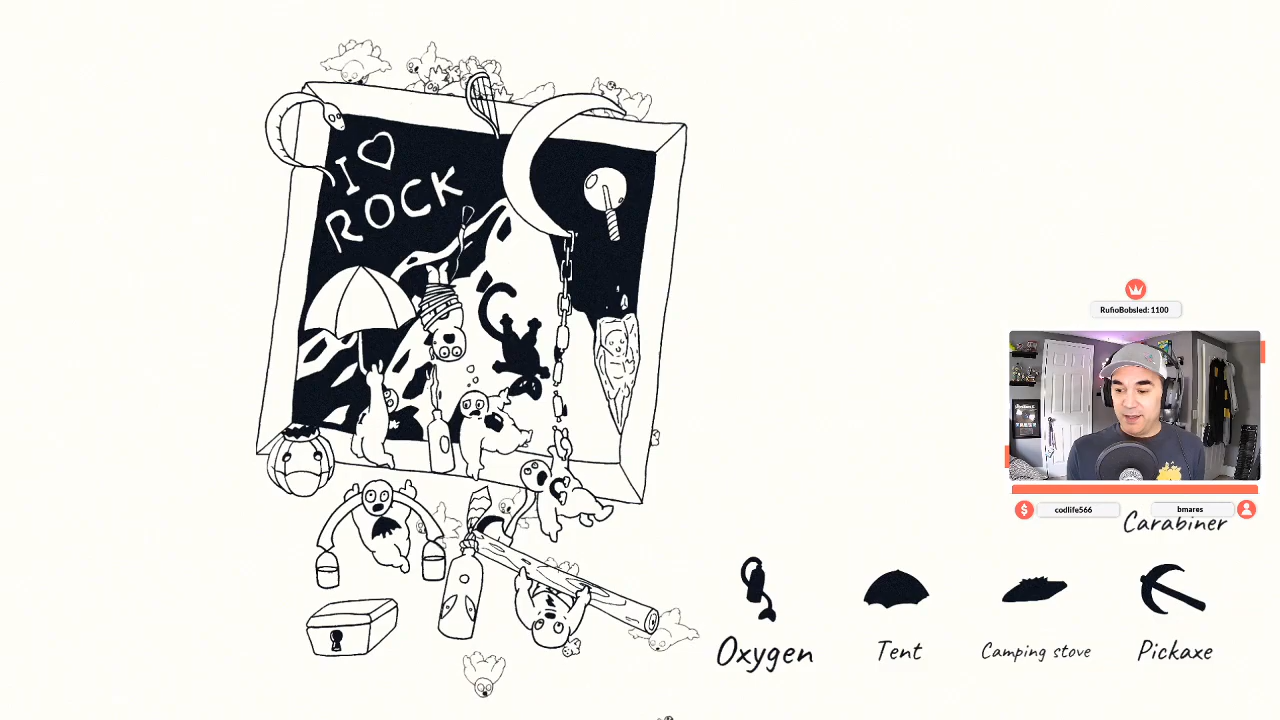 I
ROCK
RufioBobsled: 1100
codlife566
bmares
Carabiner
Oxygen
Tent
Camping stove
Pickaxe